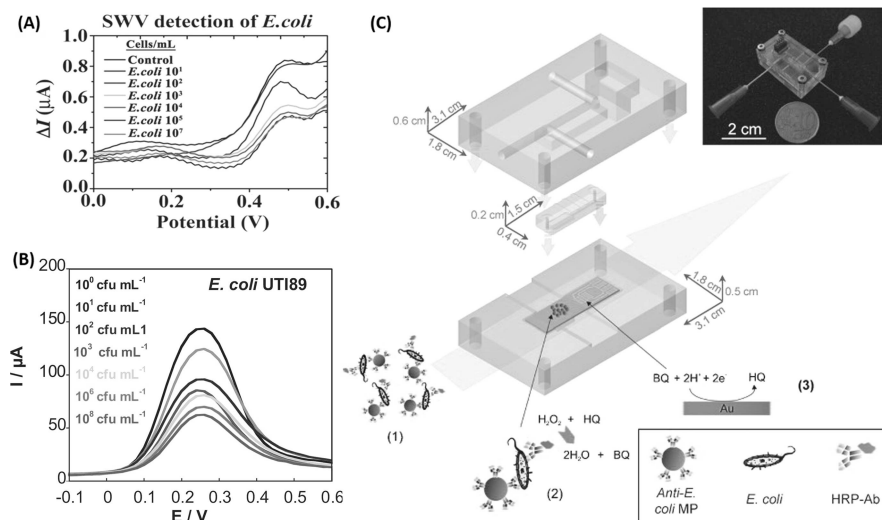 (A)
SWV detection of E.coli
Cells/mL
Control
E.coli 10¹
E.coli 10²
E.coli 10³
E.coli 10⁴
E.coli 10⁵
E.coli 10⁷
ΔI (μA)
1.0
0.8
0.6
0.4
0.2
0.0
0.0
0.2
0.4
0.6
Potential (V)
(B)
E. coli UTI89
10⁰ cfu mL⁻¹
10¹ cfu mL⁻¹
10² cfu mL1
10³ cfu mL⁻¹
10⁴ cfu mL⁻¹
10⁶ cfu mL⁻¹
10⁸ cfu mL⁻¹
I / μA
200
150
100
50
0
-0.1
0
0.1
0.2
0.3
0.4
0.5
0.6
E / V
(C)
0.6 cm
3.1 cm
1.8 cm
2 cm
0.2 cm
1.5 cm
0.4 cm
1.8 cm
0.5 cm
3.1 cm
(1)
H₂O₂ + HQ
2H₂O + BQ
(2)
BQ + 2H⁺ + 2e⁻
HQ
Au
(3)
Anti-E.
coli MP
E. coli
HRP-Ab